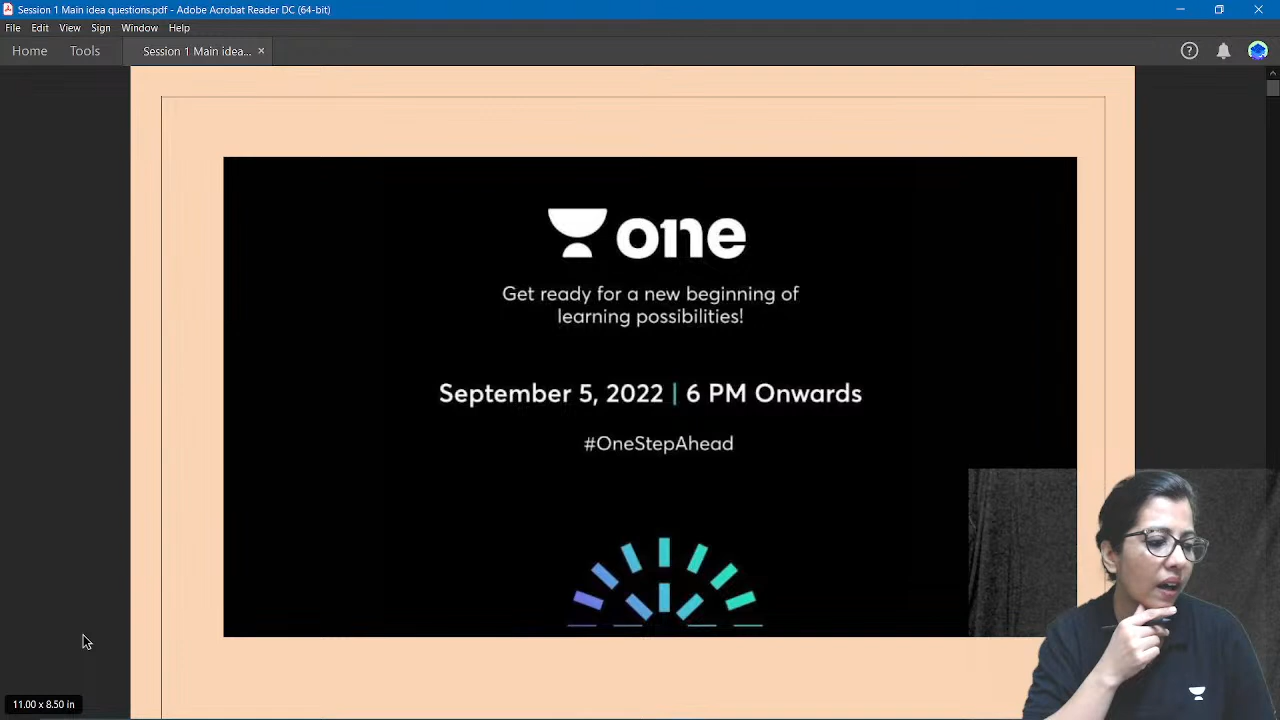 Session 1 Main idea questions.pdf - Adobe Acrobat Reader DC (64-bit)
File Edit View Sign Window Help
Home Tools Session 1 Main idea... ×
one
Get ready for a new beginning of
learning possibilities!
September 5, 2022 | 6 PM Onwards
#OneStepAhead
11.00 x 8.50 in